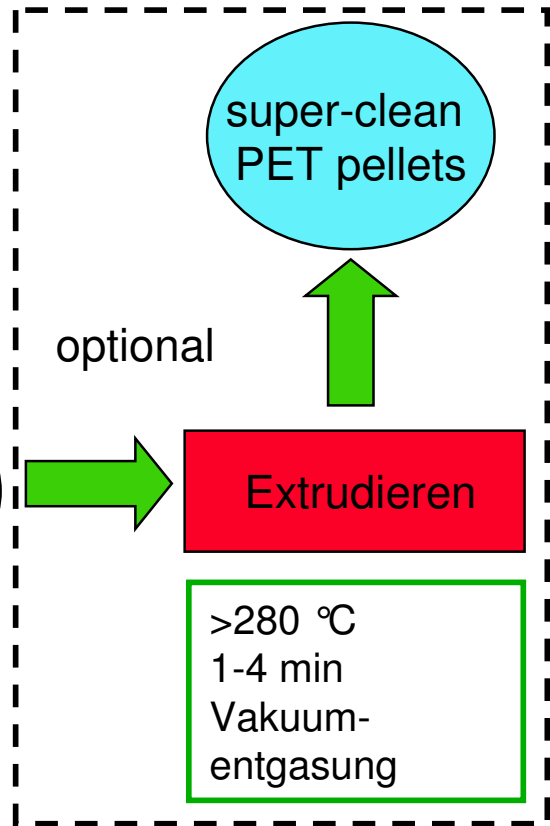 super-clean
PET pellets
optional
Extrudieren
>280 °C
1-4 min
Vakuum-
entgasung